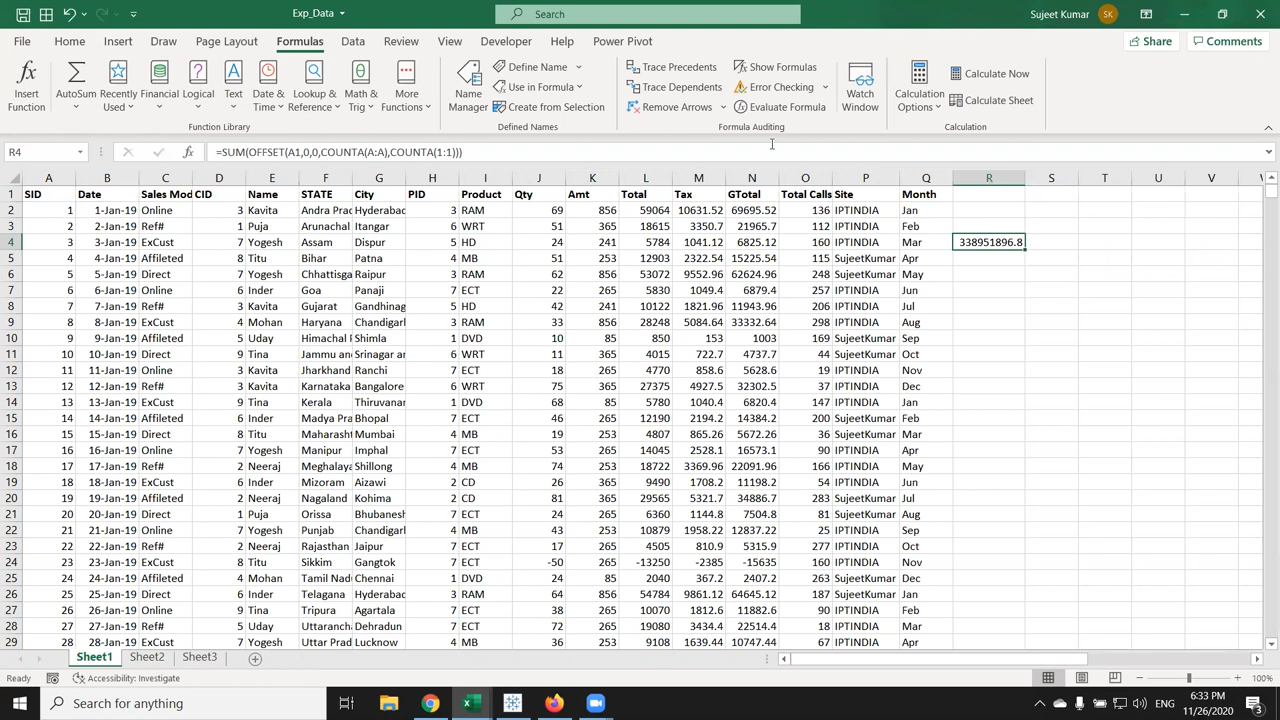 Exp_Data
Search
Sujeet Kumar SK
File Home Insert Draw Page Layout Formulas Data Review View Developer Help Power Pivot Share Comments
Insert Function
AutoSum
Recently Used
Financial
Logical
Text
Date & Time
Lookup & Reference
Math & Trig
More Functions
Function Library
Name Manager
Define Name
Use in Formula
Create from Selection
Defined Names
Trace Precedents
Trace Dependents
Remove Arrows
Show Formulas
Error Checking
Evaluate Formula
Formula Auditing
Watch Window
Calculation Options
Calculate Now
Calculate Sheet
Calculation
R4 fx =SUM(OFFSET(A1,0,0,COUNTA(A:A),COUNTA(1:1)))
A B C D E F G H I J K L M N O P Q R S T U V
1 SID Date Sales Mod CID Name STATE City PID Product Qty Amt Total Tax GTotal Total Calls Site Month
2 1 1-Jan-19 Online 3 Kavita Andra Prad Hyderabad 3 RAM 69 856 59064 10631.52 69695.52 136 IPTINDIA Jan
3 2 2-Jan-19 Ref# 1 Puja Arunachal Itangar 6 WRT 51 365 18615 3350.7 21965.7 112 IPTINDIA Feb
4 3 3-Jan-19 ExCust 7 Yogesh Assam Dispur 5 HD 24 241 5784 1041.12 6825.12 160 IPTINDIA Mar 338951896.8
5 4 4-Jan-19 Affileted 8 Titu Bihar Patna 4 MB 51 253 12903 2322.54 15225.54 115 SujeetKumar Apr
6 5 5-Jan-19 Direct 7 Yogesh Chhattisga Raipur 3 RAM 62 856 53072 9552.96 62624.96 248 SujeetKumar May
7 6 6-Jan-19 Online 6 Inder Goa Panaji 7 ECT 22 265 5830 1049.4 6879.4 257 IPTINDIA Jun
8 7 7-Jan-19 Ref# 3 Kavita Gujarat Gandhinag 5 HD 42 241 10122 1821.96 11943.96 206 IPTINDIA Jul
9 8 8-Jan-19 ExCust 4 Mohan Haryana Chandigarh 3 RAM 33 856 28248 5084.64 33332.64 298 IPTINDIA Aug
10 9 9-Jan-19 Affileted 5 Uday Himachal P Shimla 1 DVD 10 85 850 153 1003 169 SujeetKumar Sep
11 10 10-Jan-19 Direct 9 Tina Jammu an Srinagar an 6 WRT 11 365 4015 722.7 4737.7 44 SujeetKumar Oct
12 11 11-Jan-19 Online 3 Kavita Jharkhand Ranchi 7 ECT 18 265 4770 858.6 5628.6 19 IPTINDIA Nov
13 12 12-Jan-19 Ref# 3 Kavita Karnataka Bangalore 6 WRT 75 365 27375 4927.5 32302.5 37 IPTINDIA Dec
14 13 13-Jan-19 ExCust 9 Tina Kerala Thiruvanan 1 DVD 68 85 5780 1040.4 6820.4 147 IPTINDIA Jan
15 14 14-Jan-19 Affileted 6 Inder Madya Pra Bhopal 7 ECT 46 265 12190 2194.2 14384.2 200 SujeetKumar Feb
16 15 15-Jan-19 Direct 8 Titu Maharasht Mumbai 4 MB 19 253 4807 865.26 5672.26 36 SujeetKumar Mar
17 16 16-Jan-19 Online 7 Yogesh Manipur Imphal 7 ECT 53 265 14045 2528.1 16573.1 90 IPTINDIA Apr
18 17 17-Jan-19 Ref# 2 Neeraj Meghalaya Shillong 4 MB 74 253 18722 3369.96 22091.96 166 IPTINDIA May
19 18 18-Jan-19 ExCust 6 Inder Mizoram Aizawi 2 CD 26 365 9490 1708.2 11198.2 54 IPTINDIA Jun
20 19 19-Jan-19 Affileted 2 Neeraj Nagaland Kohima 2 CD 81 365 29565 5321.7 34886.7 283 SujeetKumar Jul
21 20 20-Jan-19 Direct 1 Puja Orissa Bhubanesh 7 ECT 24 265 6360 1144.8 7504.8 81 SujeetKumar Aug
22 21 21-Jan-19 Online 7 Yogesh Punjab Chandigarh 4 MB 43 253 10879 1958.22 12837.22 25 IPTINDIA Sep
23 22 22-Jan-19 Ref# 2 Neeraj Rajasthan Jaipur 7 ECT 17 265 4505 810.9 5315.9 277 IPTINDIA Oct
24 23 23-Jan-19 ExCust 8 Titu Sikkim Gangtok 7 ECT -50 265 -13250 -2385 -15635 160 IPTINDIA Nov
25 24 24-Jan-19 Affileted 4 Mohan Tamil Nadu Chennai 1 DVD 24 85 2040 367.2 2407.2 263 SujeetKumar Dec
26 25 25-Jan-19 Direct 6 Inder Telagana Hyderabad 3 RAM 64 856 54784 9861.12 64645.12 187 SujeetKumar Jan
27 26 26-Jan-19 Online 9 Tina Tripura Agartala 7 ECT 38 265 10070 1812.6 11882.6 90 IPTINDIA Feb
28 27 27-Jan-19 Ref# 5 Uday Uttaranch Dehradun 7 ECT 72 265 19080 3434.4 22514.4 18 IPTINDIA Mar
29 28 28-Jan-19 ExCust 7 Yogesh Uttar Prad Lucknow 4 MB 36 253 9108 1639.44 10747.44 67 IPTINDIA Apr
Sheet1 Sheet2 Sheet3
Ready Accessibility: Investigate 100%
Type here to search
6:33 PM
11/26/2020
3